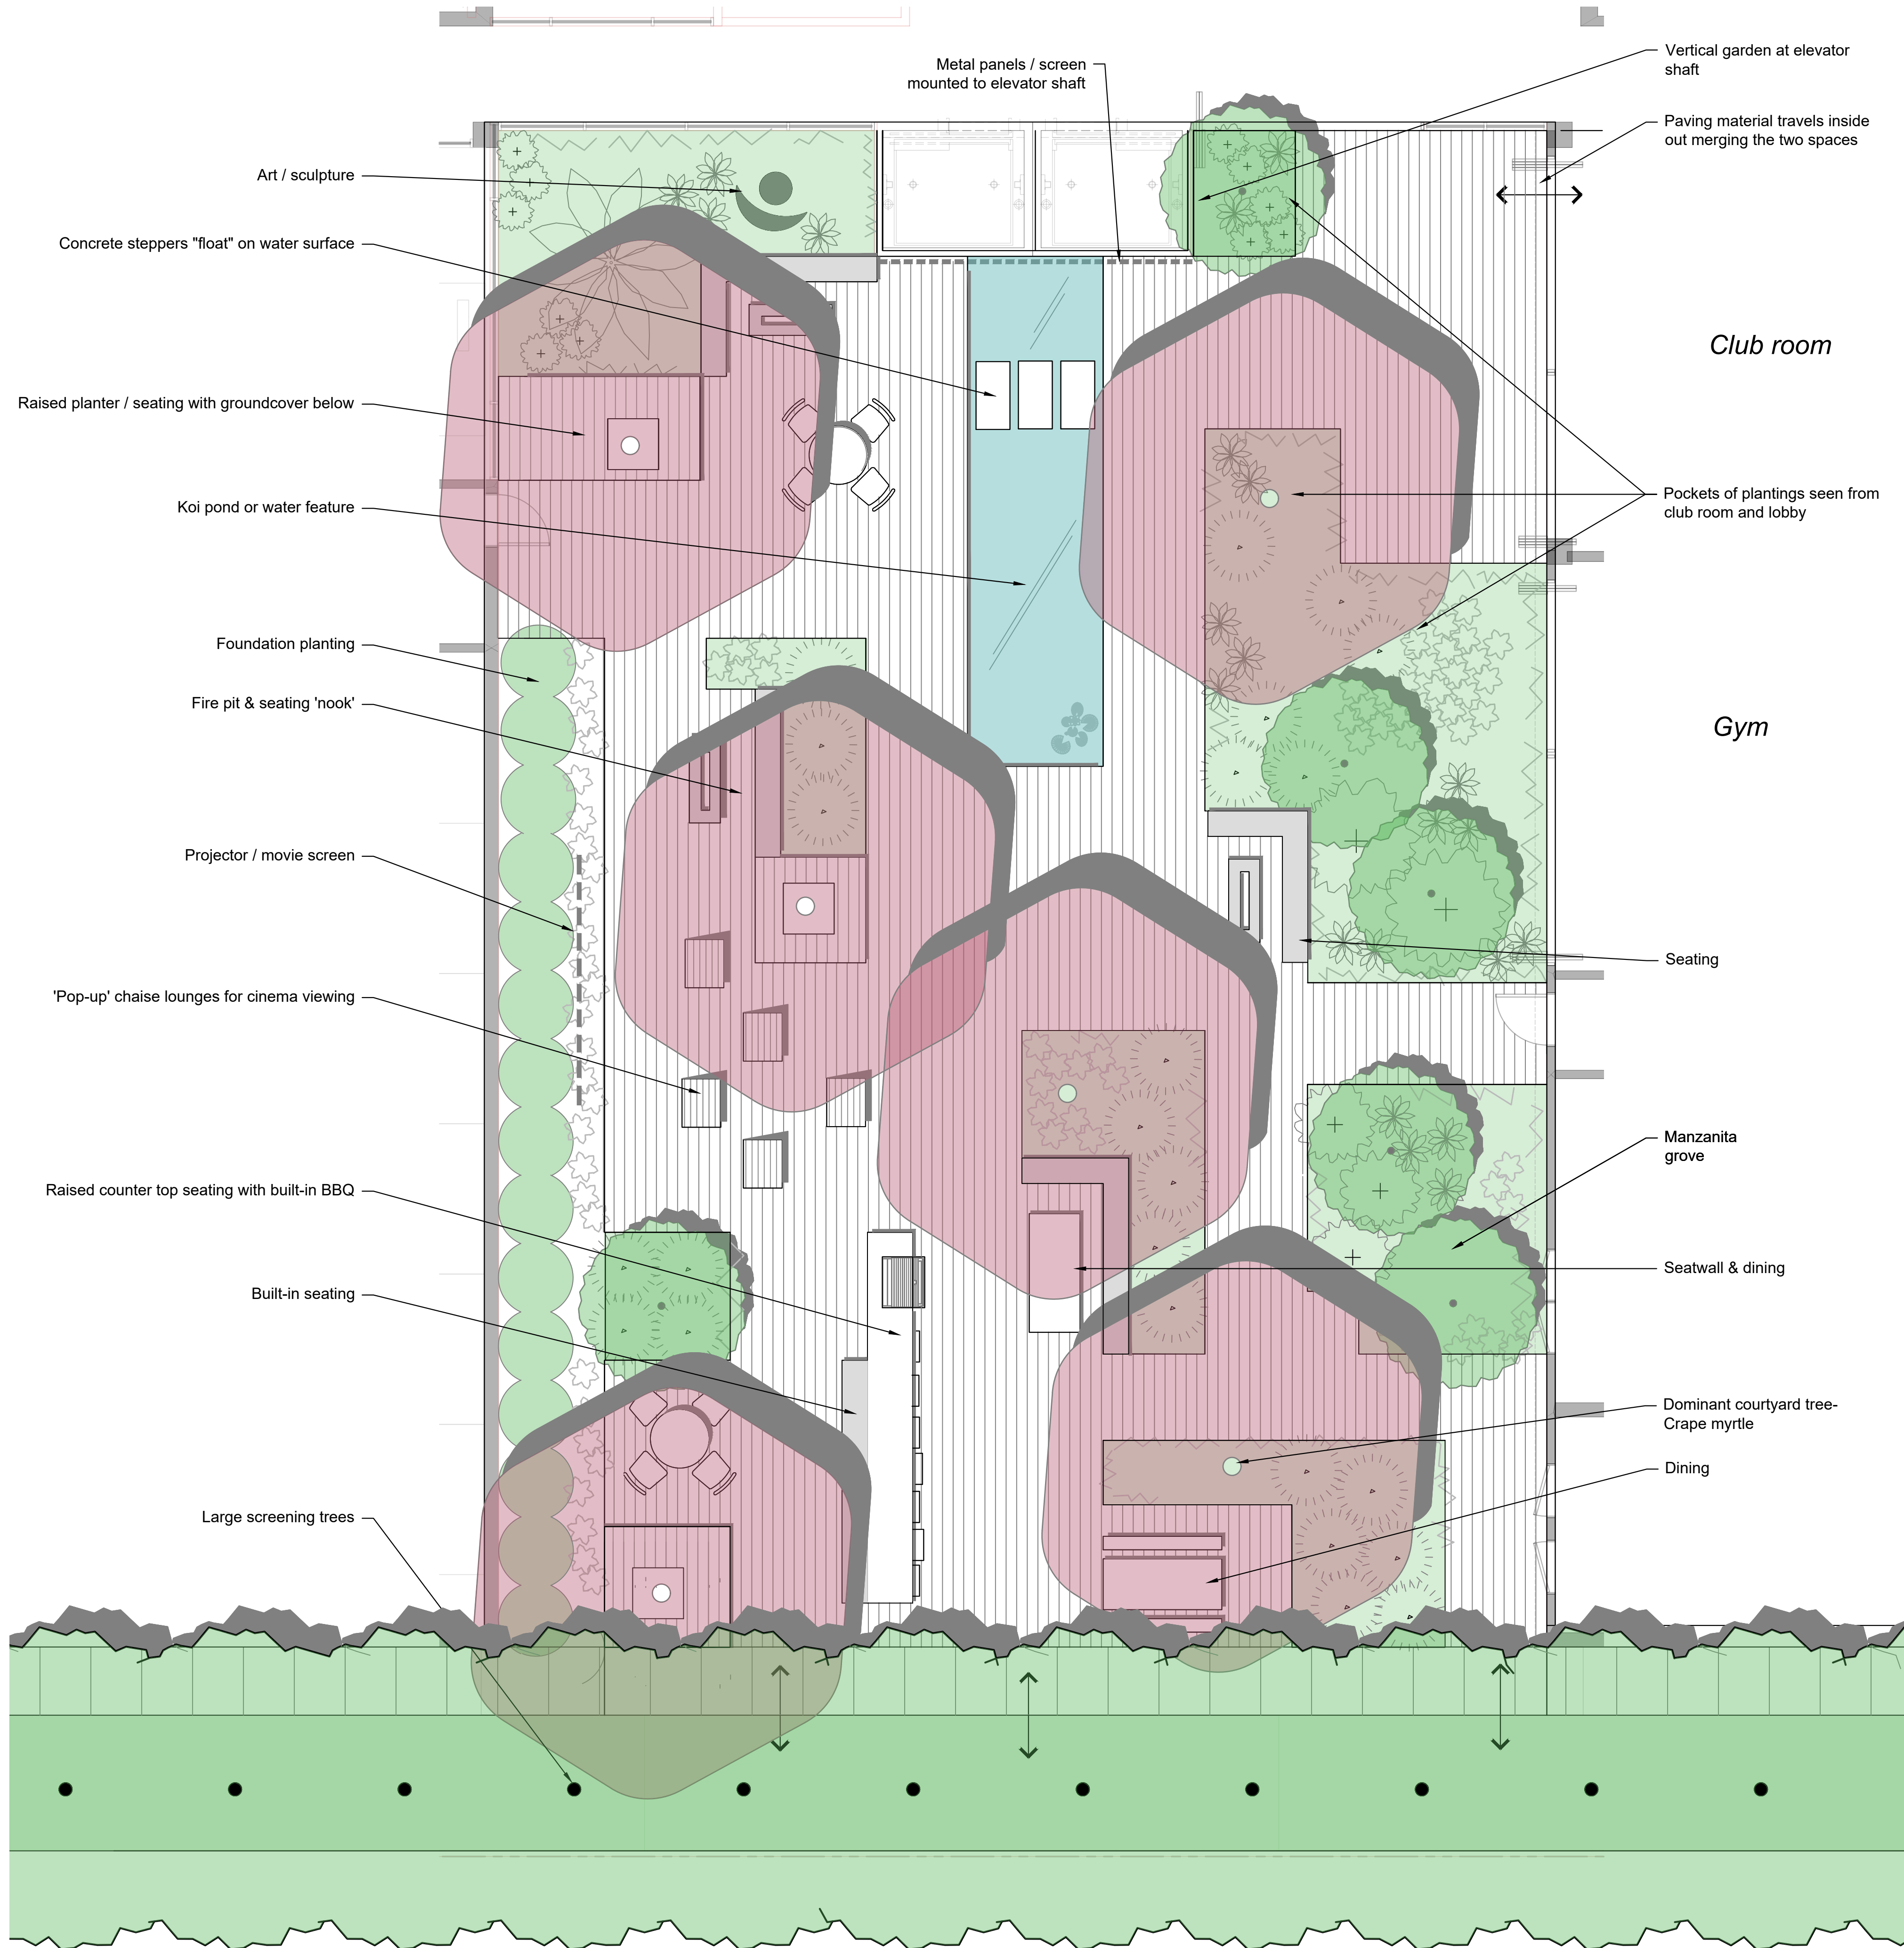 Metal panels / screen
mounted to elevator shaft
Vertical garden at elevator
shaft
Paving material travels inside
out merging the two spaces
Art / sculpture
Concrete steppers "float" on water surface
Club room
Raised planter / seating with groundcover below
Pockets of plantings seen from
club room and lobby
Koi pond or water feature
Foundation planting
Fire pit & seating 'nook'
Gym
Projector / movie screen
Seating
'Pop-up' chaise lounges for cinema viewing
Manzanita
grove
Raised counter top seating with built-in BBQ
Seatwall & dining
Built-in seating
Dominant courtyard tree-
Crape myrtle
Dining
Large screening trees